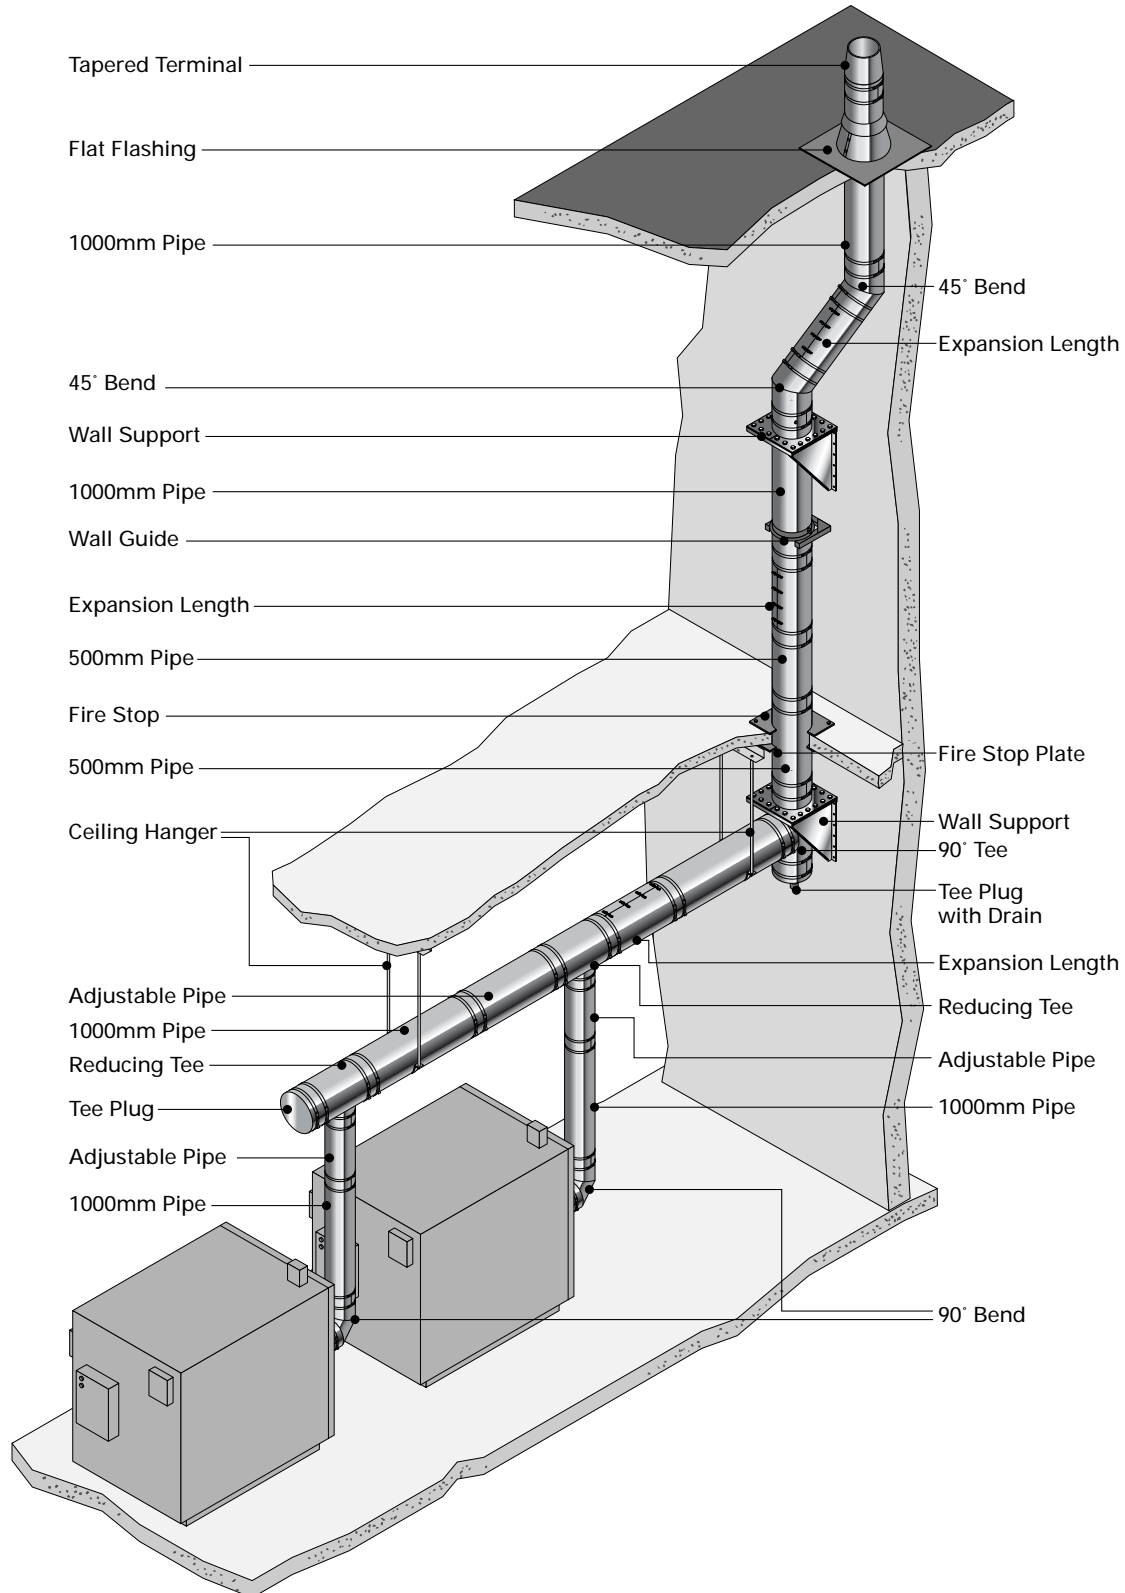 Tapered Terminal
Flat Flashing
1000mm Pipe
45° Bend
Expansion Length
45° Bend
Wall Support
1000mm Pipe
Wall Guide
Expansion Length
500mm Pipe
Fire Stop
Fire Stop Plate
500mm Pipe
Wall Support
Ceiling Hanger
90° Tee
Tee Plug
with Drain
Expansion Length
Adjustable Pipe
Reducing Tee
1000mm Pipe
Adjustable Pipe
Reducing Tee
Tee Plug
1000mm Pipe
Adjustable Pipe
1000mm Pipe
90° Bend